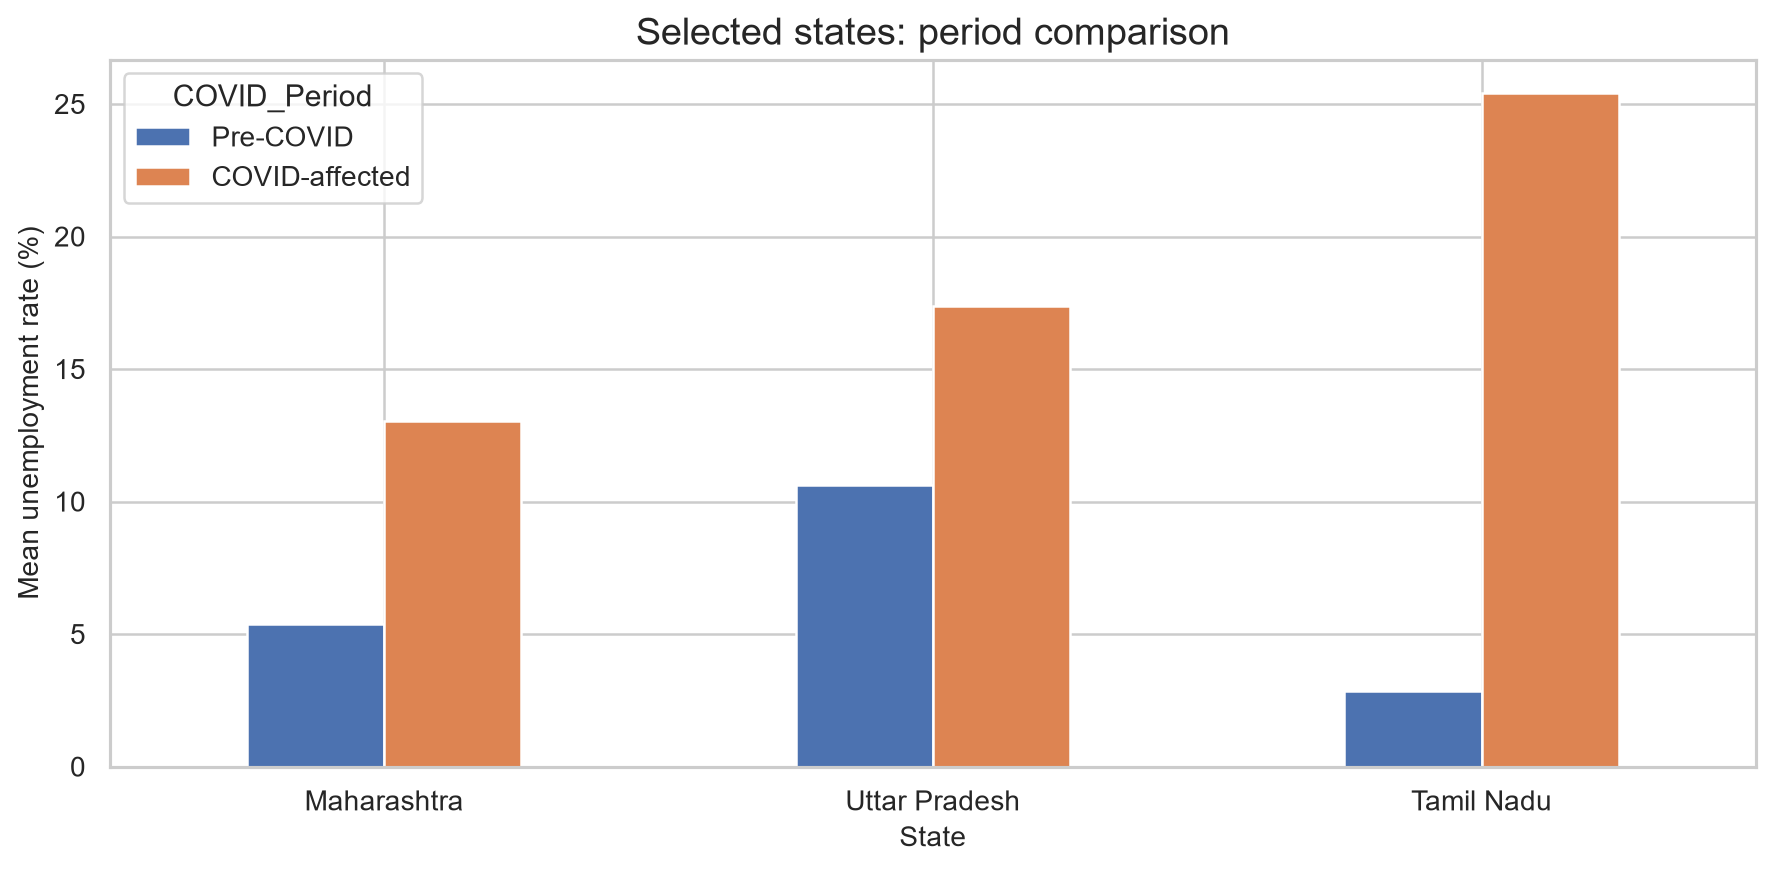 Selected states: period comparison
COVID_Period
Pre-COVID
COVID-affected
Mean unemployment rate (%)
25
20
15
10
5
0
Maharashtra
Uttar Pradesh
Tamil Nadu
State